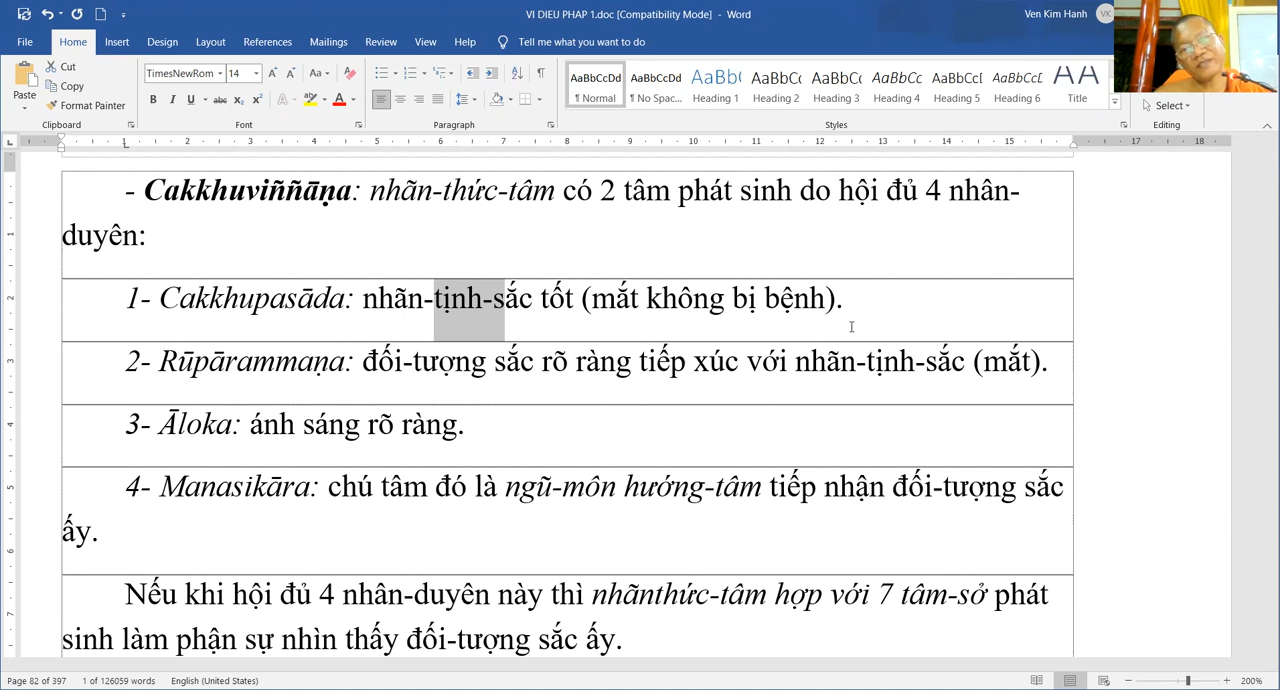 VI DIEU PHAP 1.doc [Compatibility Mode] - Word
Ven Kim Hanh VK
File Home Insert Design Layout References Mailings Review View Help Tell me what you want to do
Paste
Cut
Copy
Format Painter
Clipboard
TimesNewRom 14
Font
Paragraph
AaBbCcDd AaBbCcDd AaBbC( AaBbCc AaBbCc AaBbCc AaBbCcD AaBbCcD AA
¶ Normal ¶ No Spac... Heading 1 Heading 2 Heading 3 Heading 4 Heading 5 Heading 6 Title
Styles
Select
Editing
- Cakkhuviññāṇa: nhãn-thức-tâm có 2 tâm phát sinh do hội đủ 4 nhân-
duyên:
1- Cakkhupasāda: nhãn-tịnh-sắc tốt (mắt không bị bệnh).
2- Rūpārammaṇa: đối-tượng sắc rõ ràng tiếp xúc với nhãn-tịnh-sắc (mắt).
3- Āloka: ánh sáng rõ ràng.
4- Manasikāra: chú tâm đó là ngũ-môn hướng-tâm tiếp nhận đối-tượng sắc
ấy.
Nếu khi hội đủ 4 nhân-duyên này thì nhãnthức-tâm hợp với 7 tâm-sở phát
sinh làm phận sự nhìn thấy đối-tượng sắc ấy.
Page 82 of 397 1 of 126059 words English (United States) 200%